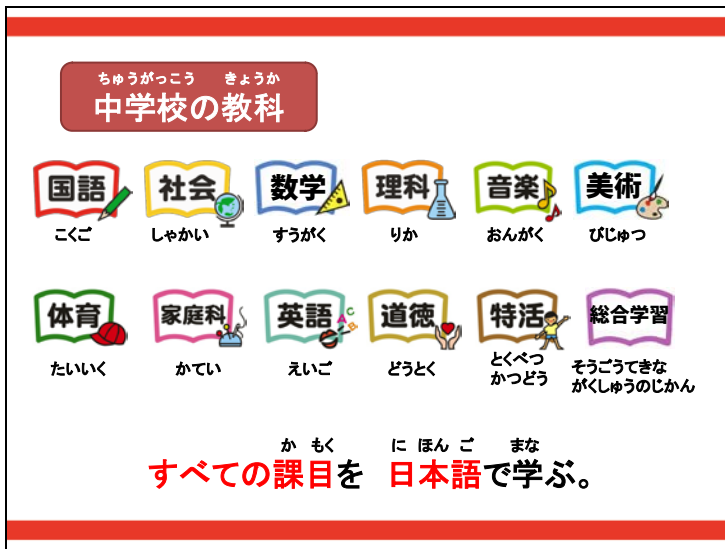 ちゅうがっこう きょうか
中学校の教科
国語 社会 数学 理科 音楽 美術
こくご しゃかい すうがく りか おんがく びじゅつ
体育 家庭科 英語 道徳 特活 総合学習
A B C
たいいく かてい えいご どうとく とくべつ そうごうてきな
かつどう がくしゅうのじかん
かもく にほんご まな
すべての課目を 日本語で学ぶ。